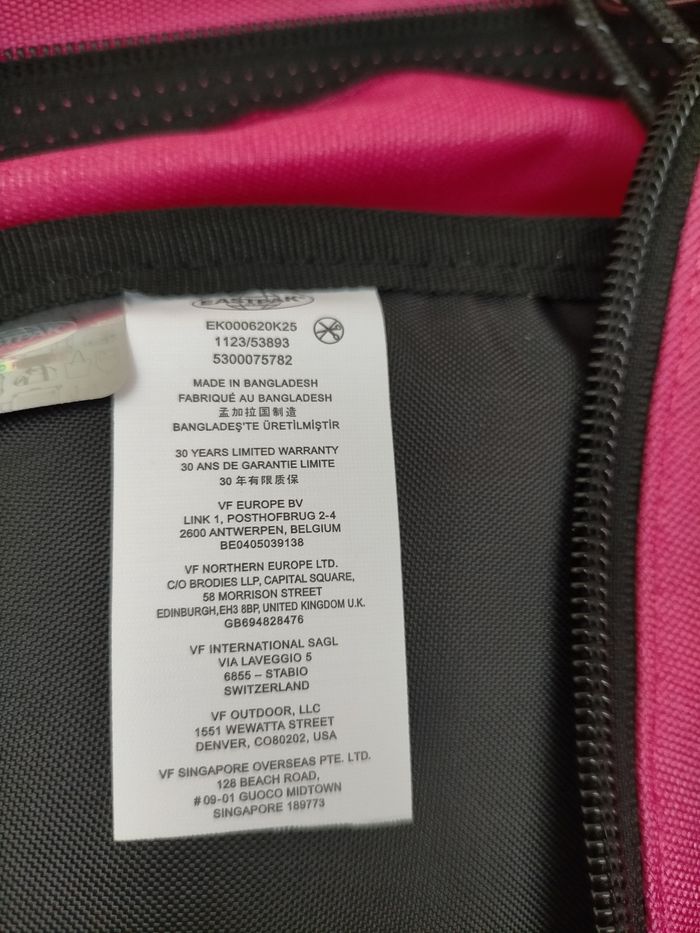 EASTPAK
EK000620K25
1123/53893
5300075782
MADE IN BANGLADESH
FABRIQUÉ AU BANGLADESH
孟加拉国制造
BANGLADEŞ'TE ÜRETİLMİŞTİR
30 YEARS LIMITED WARRANTY
30 ANS DE GARANTIE LIMITE
30 年有限质保
VF EUROPE BV
LINK 1, POSTHOFBRUG 2-4
2600 ANTWERPEN, BELGIUM
BE0405039138
VF NORTHERN EUROPE LTD.
C/O BRODIES LLP, CAPITAL SQUARE,
58 MORRISON STREET
EDINBURGH,EH3 8BP, UNITED KINGDOM U.K.
GB694828476
VF INTERNATIONAL SAGL
VIA LAVEGGIO 5
6855 – STABIO
SWITZERLAND
VF OUTDOOR, LLC
1551 WEWATTA STREET
DENVER, CO80202, USA
VF SINGAPORE OVERSEAS PTE. LTD.
128 BEACH ROAD,
# 09-01 GUOCO MIDTOWN
SINGAPORE 189773